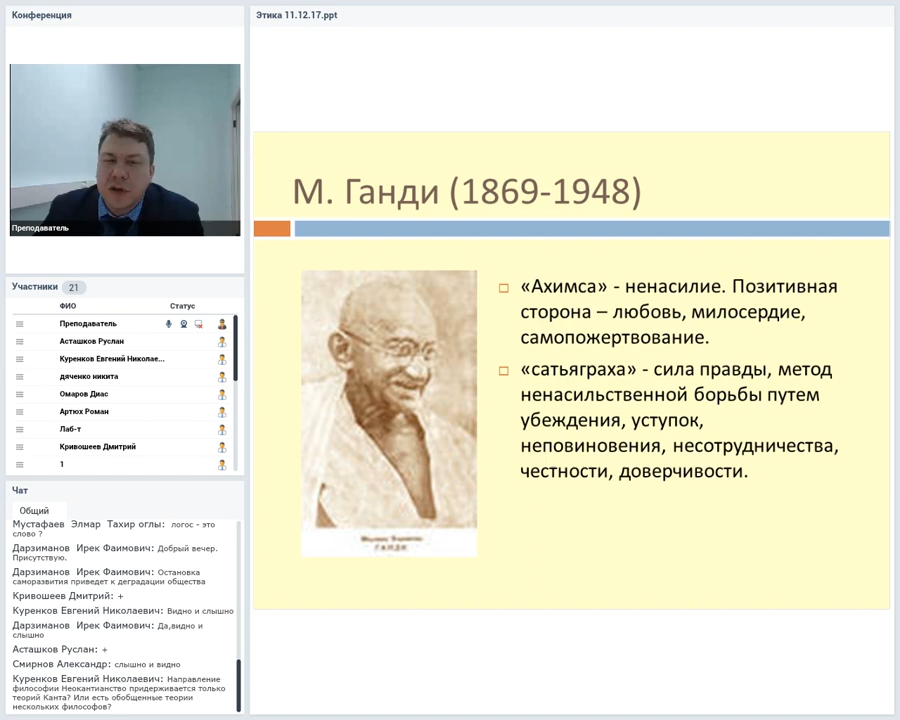 Конференция
Преподаватель
Участники 21
ФИО Статус
Преподаватель
Асташков Руслан
Куренков Евгений Николае...
дяченко никита
Омаров Диас
Артюх Роман
Лаб-т
Кривошеев Дмитрий
1
Чат
Общий
Мустафаев Элмар Тахир оглы: логос - это
слово ?
Дарзиманов Ирек Фаимович: Добрый вечер.
Присутствую.
Дарзиманов Ирек Фаимович: Остановка
саморазвития приведет к деградации общества
Кривошеев Дмитрий: +
Куренков Евгений Николаевич: Видно и слышно
Дарзиманов Ирек Фаимович: Да,видно и
слышно
Асташков Руслан: +
Смирнов Александр: слышно и видно
Куренков Евгений Николаевич: Направление
философии Неокантианство придерживается только
теорий Канта? Или есть обобщенные теории
нескольких философов?
Этика 11.12.17.ppt
М. Ганди (1869-1948)
«Ахимса» - ненасилие. Позитивная
сторона – любовь, милосердие,
самопожертвование.
«сатьяграха» - сила правды, метод
ненасильственной борьбы путем
убеждения, уступок,
неповиновения, несотрудничества,
честности, доверчивости.
ГАНДИ